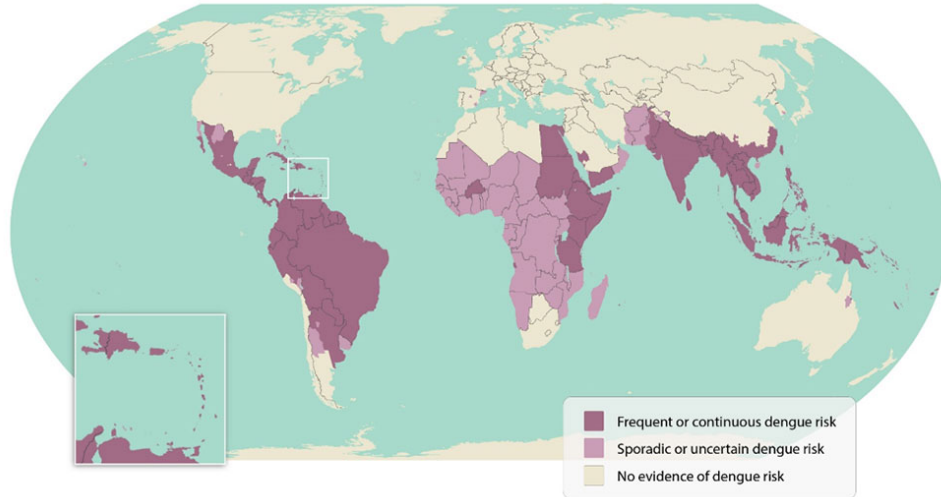 Frequent or continuous dengue risk
Sporadic or uncertain dengue risk
No evidence of dengue risk